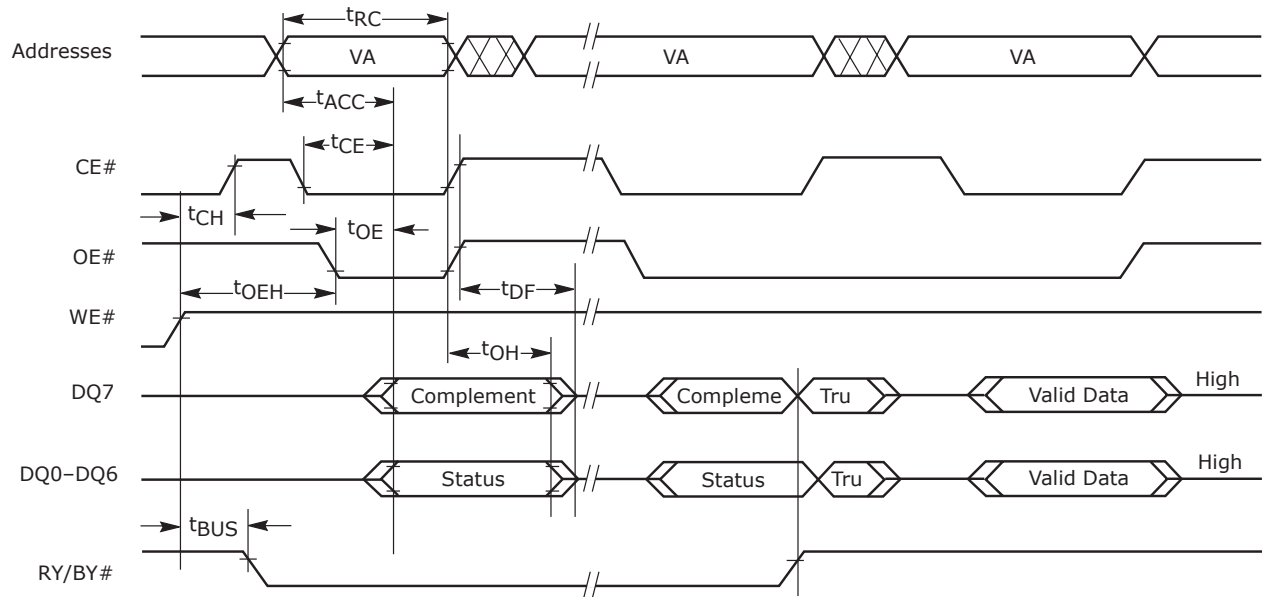 tRC
Addresses VA VA VA
tACC
tCE
CE#
tCH tOE
OE#
tOEH tDF
WE#
tOH
DQ7 Complement Compleme Tru Valid Data High
DQ0–DQ6 Status Status Tru Valid Data High
tBUS
RY/BY#